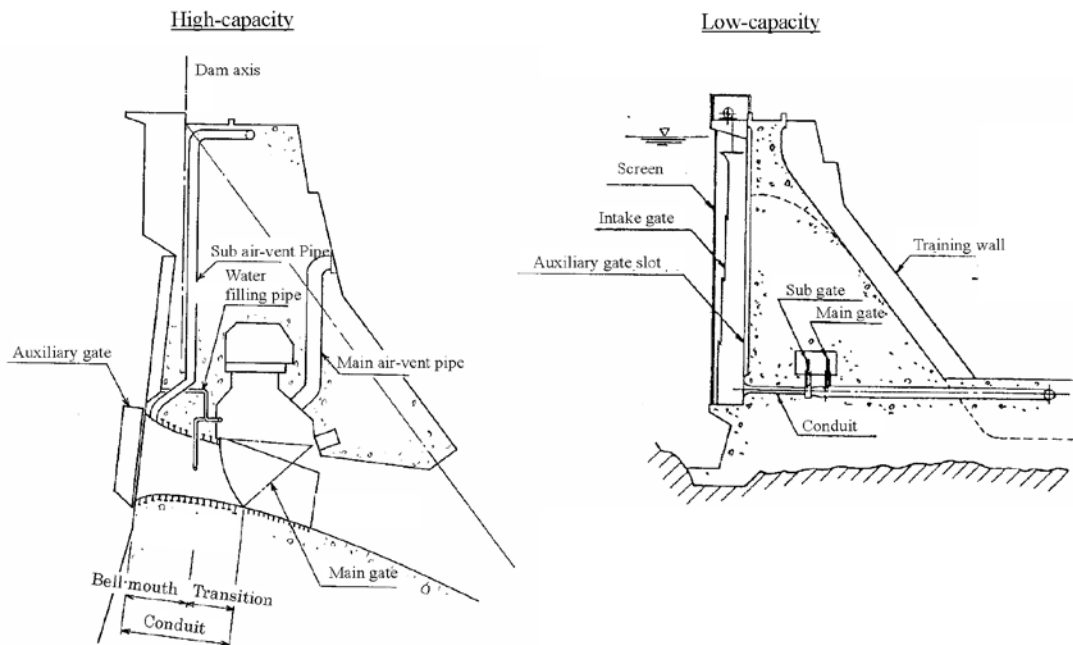 High-capacity
Dam axis
Sub air-vent Pipe
Water
filling pipe
Auxiliary gate
Main air-vent pipe
Main gate
Bell-mouth
Transition
Conduit
Low-capacity
Screen
Intake gate
Auxiliary gate slot
Training wall
Sub gate
Main gate
Conduit